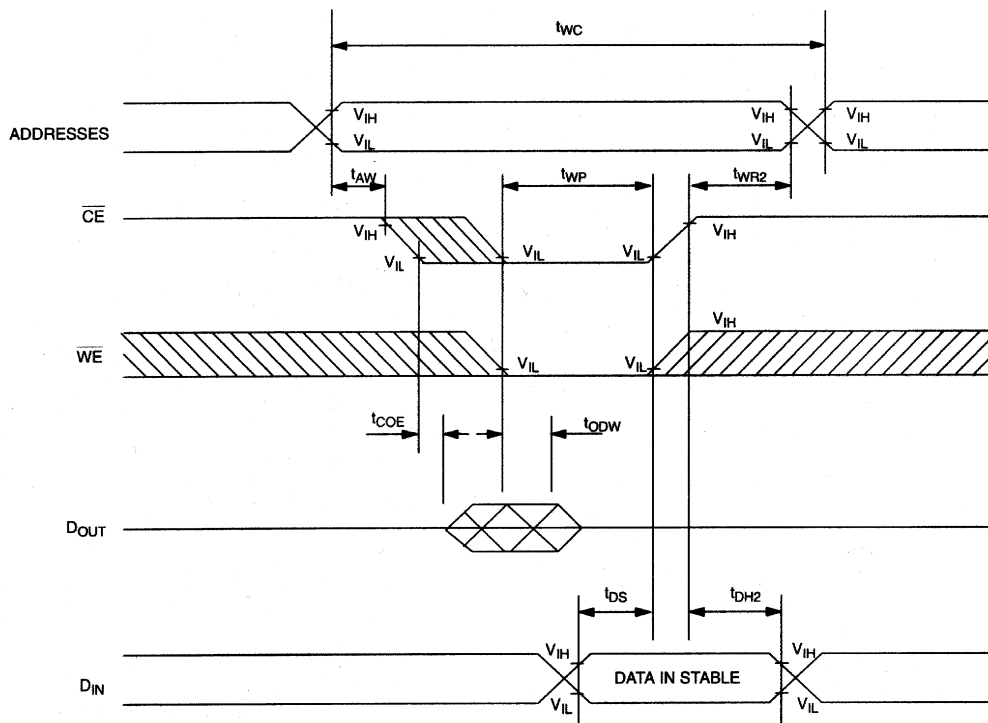 tWC
ADDRESSES
VIH
VIL
VIH
VIL
VIH
VIL
tAW
tWP
tWR2
CE
VIH
VIL
VIL
VIL
VIH
WE
VIL
VIL
VIH
tCOE
tODW
DOUT
tDS
tDH2
DIN
VIH
VIL
DATA IN STABLE
VIH
VIL